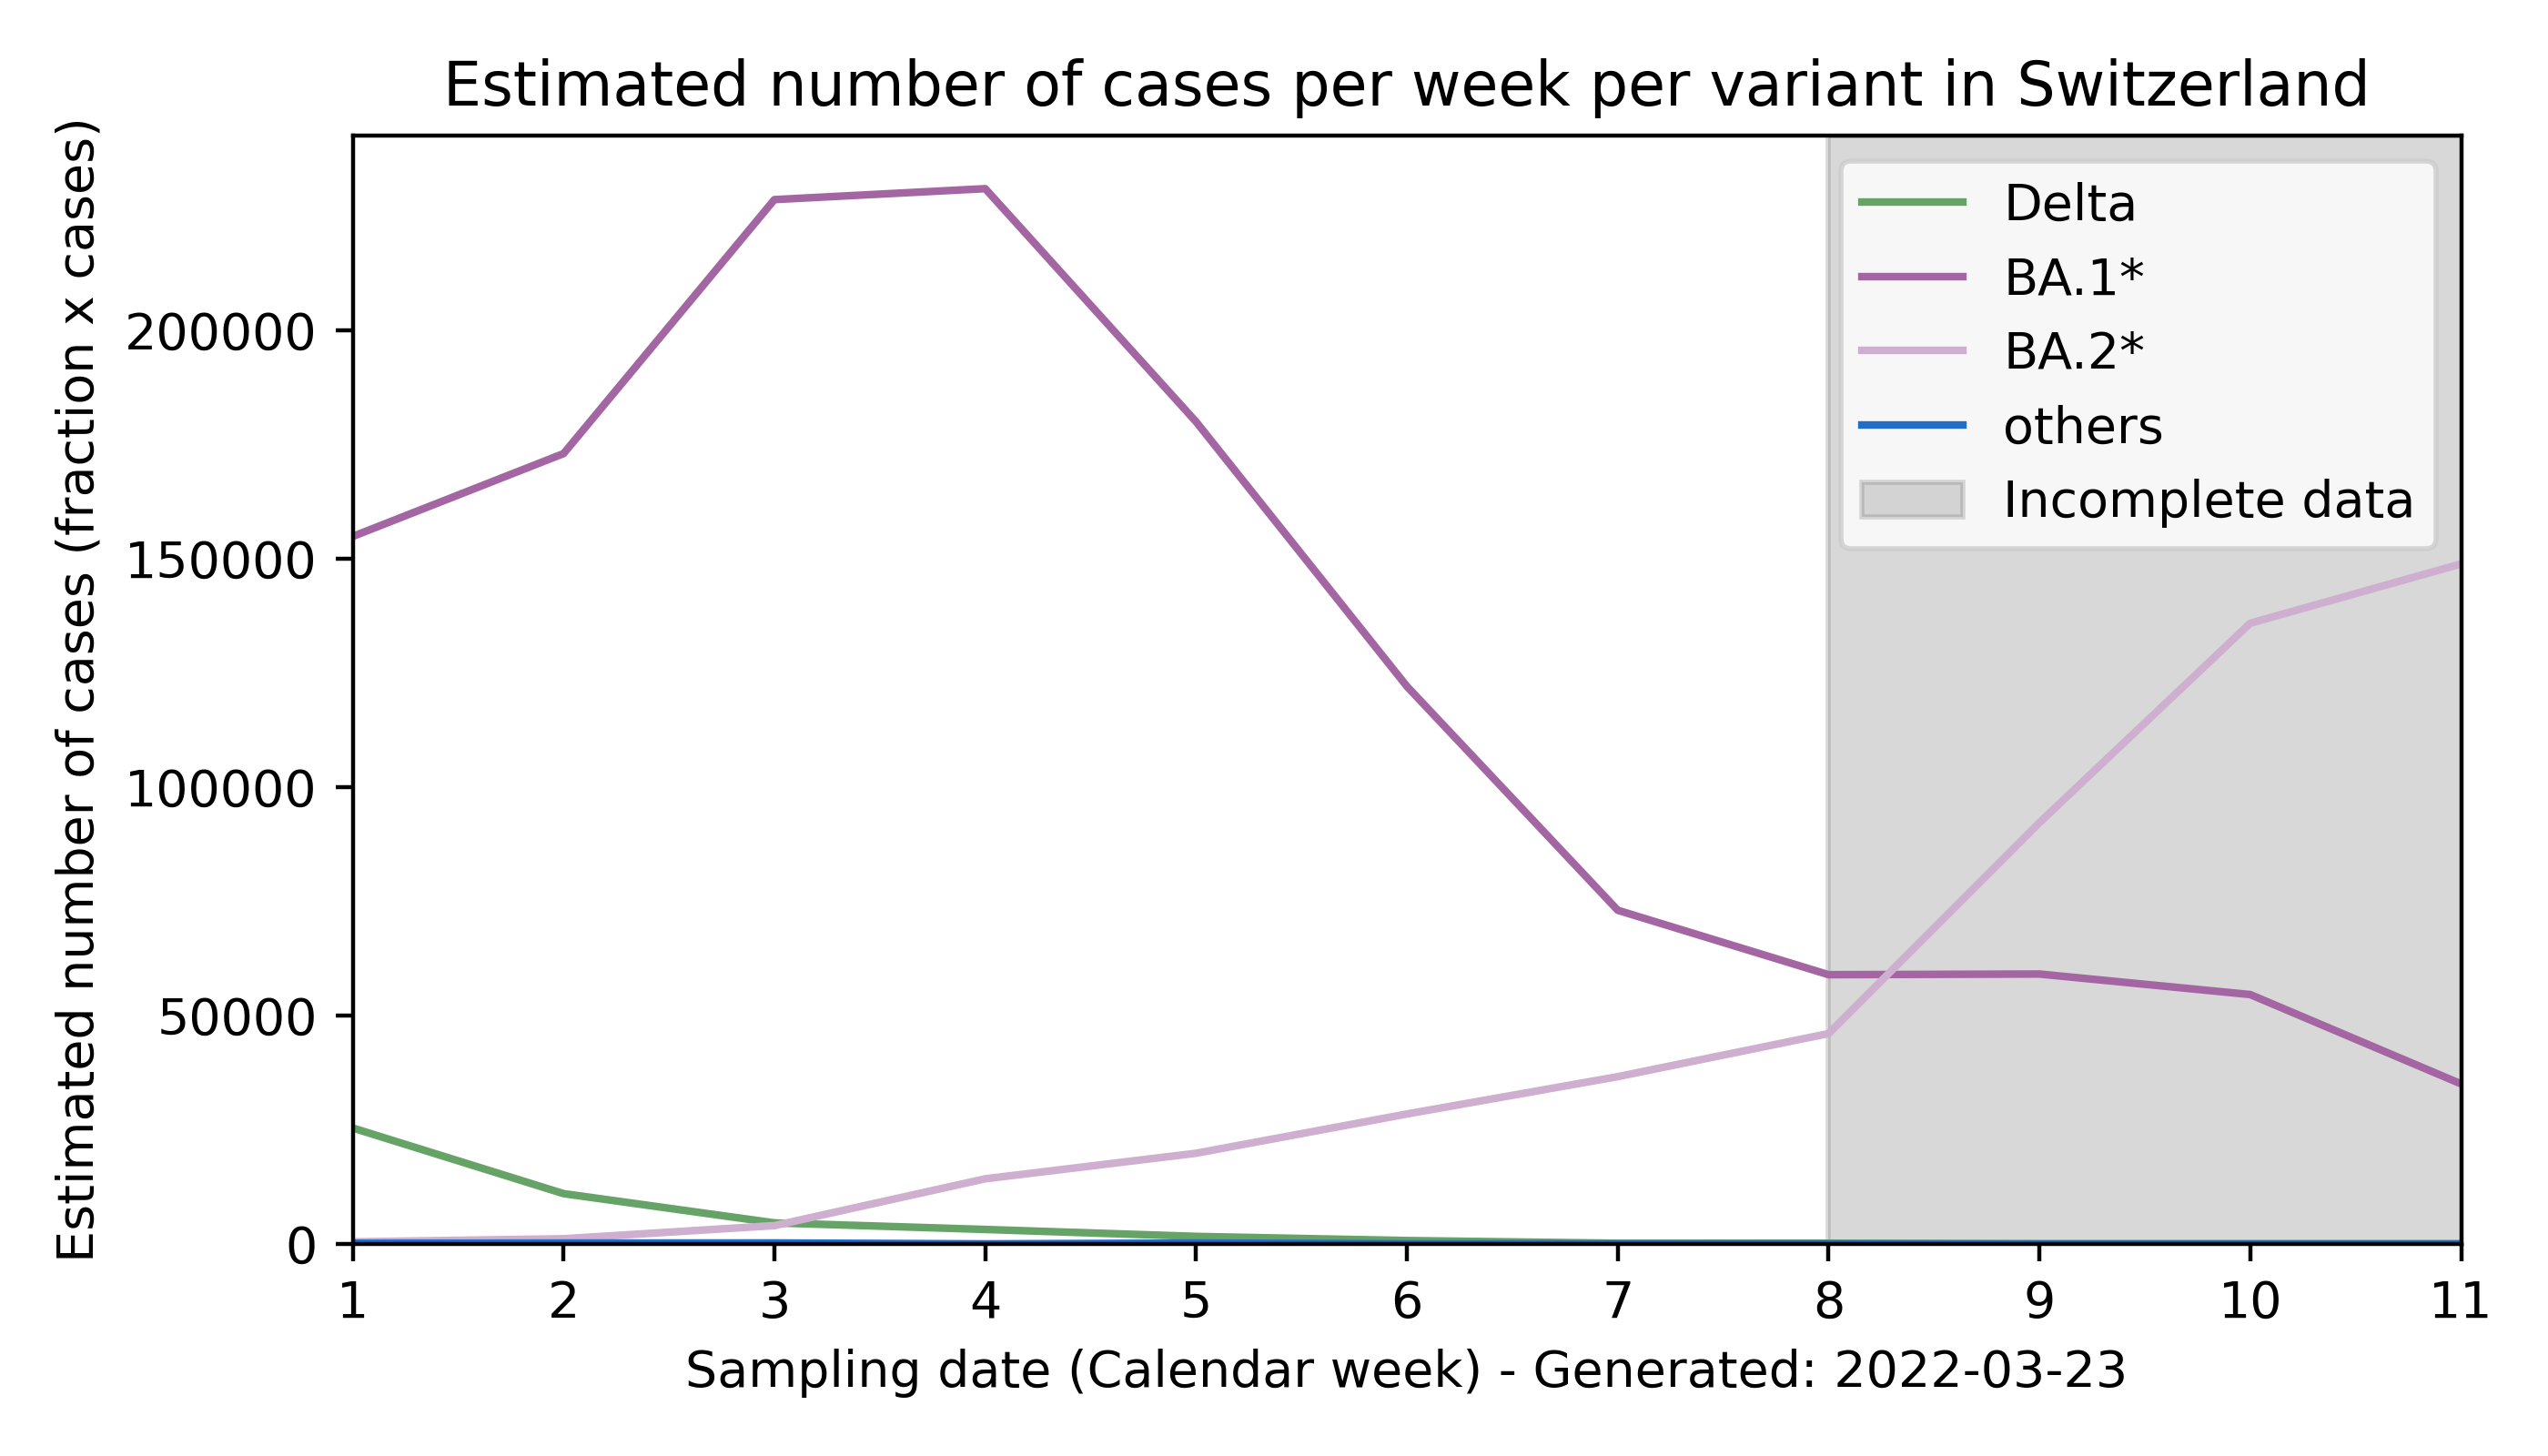 Estimated number of cases per week per variant in Switzerland
Estimated number of cases (fraction x cases)
200000
150000
100000
50000
0
Delta
BA.1*
BA.2*
others
Incomplete data
1 2 3 4 5 6 7 8 9 10 11
Sampling date (Calendar week) - Generated: 2022-03-23